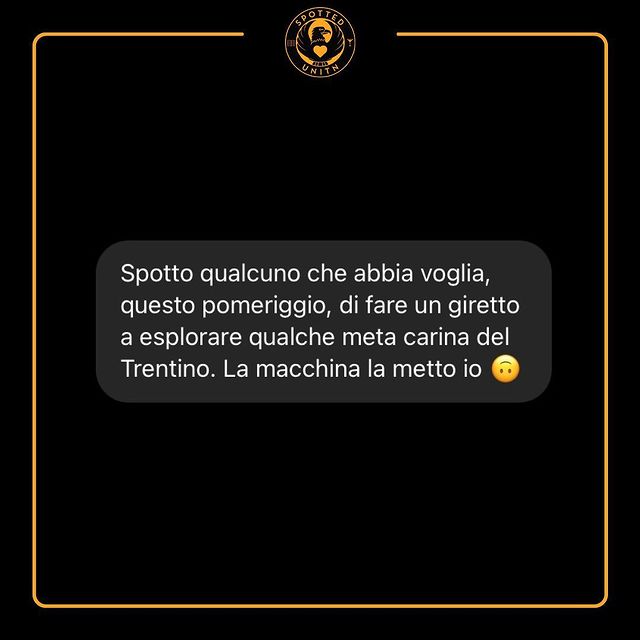 SPOTTED
UNITN
Spotto qualcuno che abbia voglia,
questo pomeriggio, di fare un giretto
a esplorare qualche meta carina del
Trentino. La macchina la metto io 🙃